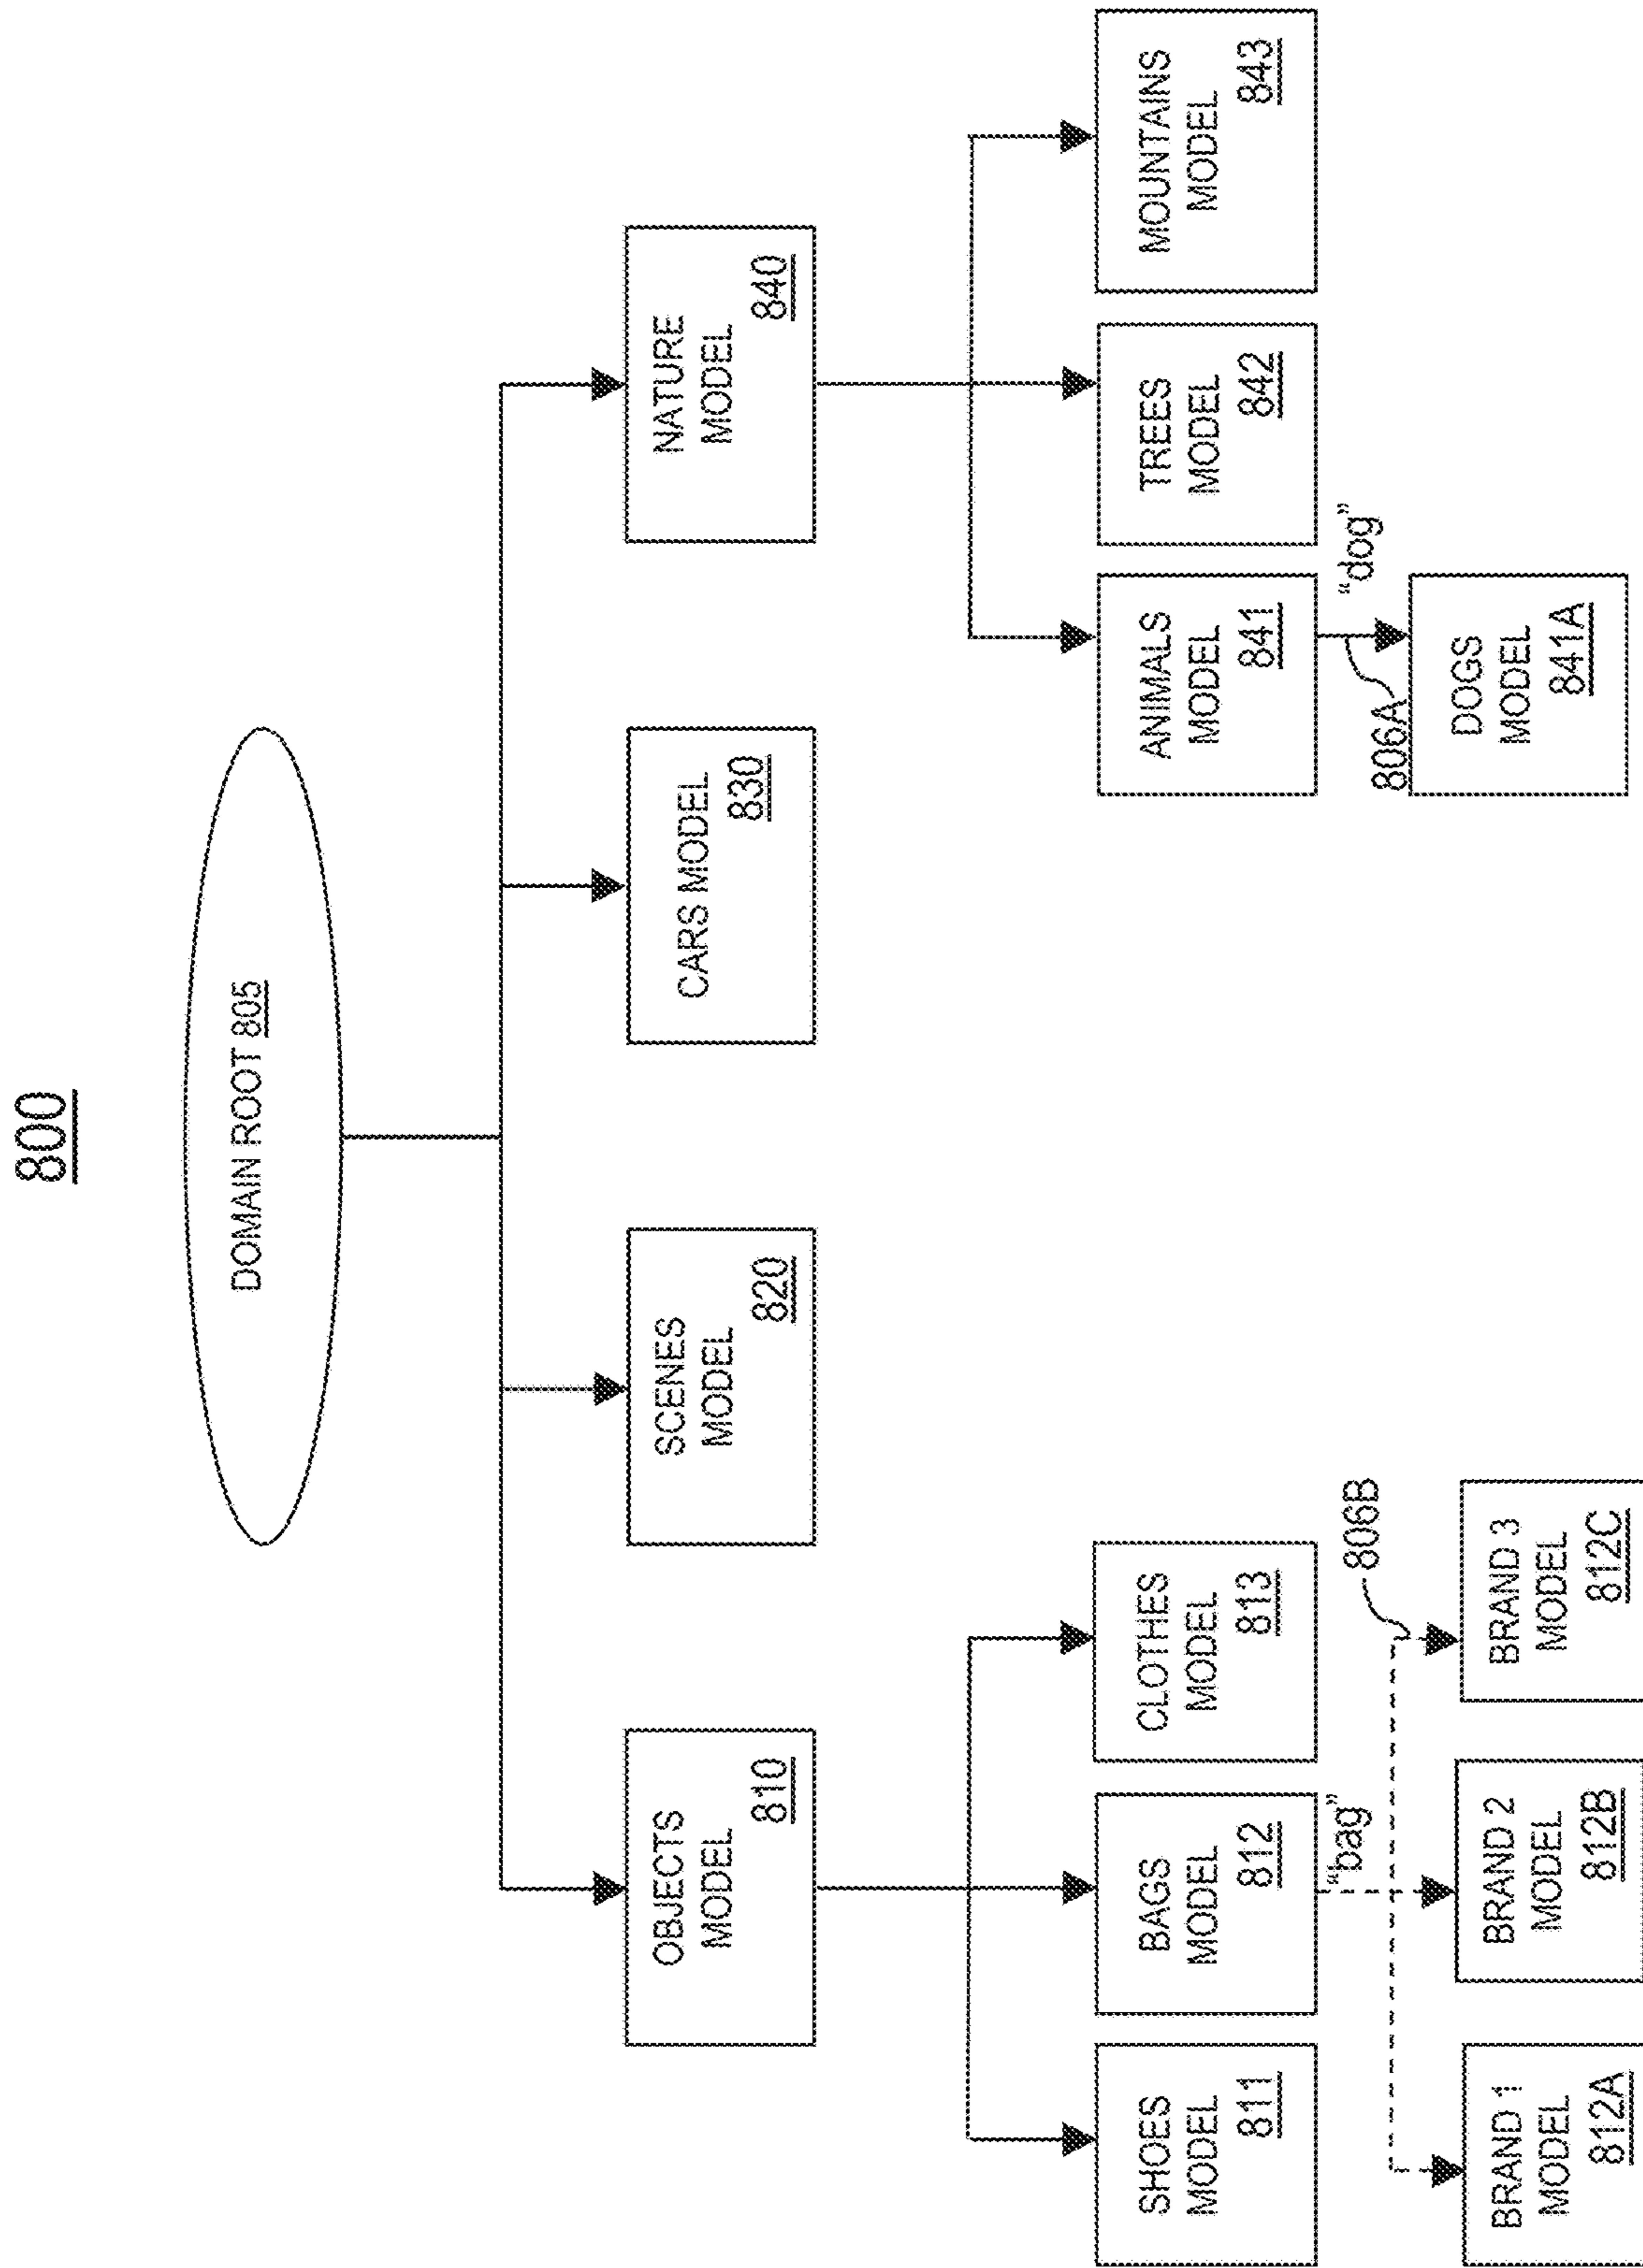 800
DOMAIN ROOT 805
OBJECTS
MODEL
810
SCENES
MODEL
820
CARS MODEL
830
NATURE
MODEL
840
SHOES
MODEL
811
BAGS
MODEL
812
CLOTHES
MODEL
813
ANIMALS
MODEL
841
TREES
MODEL
842
MOUNTAINS
MODEL
843
"bag"
806B
806A
"dog"
BRAND 1
MODEL
812A
BRAND 2
MODEL
812B
BRAND 3
MODEL
812C
DOGS
MODEL
841A